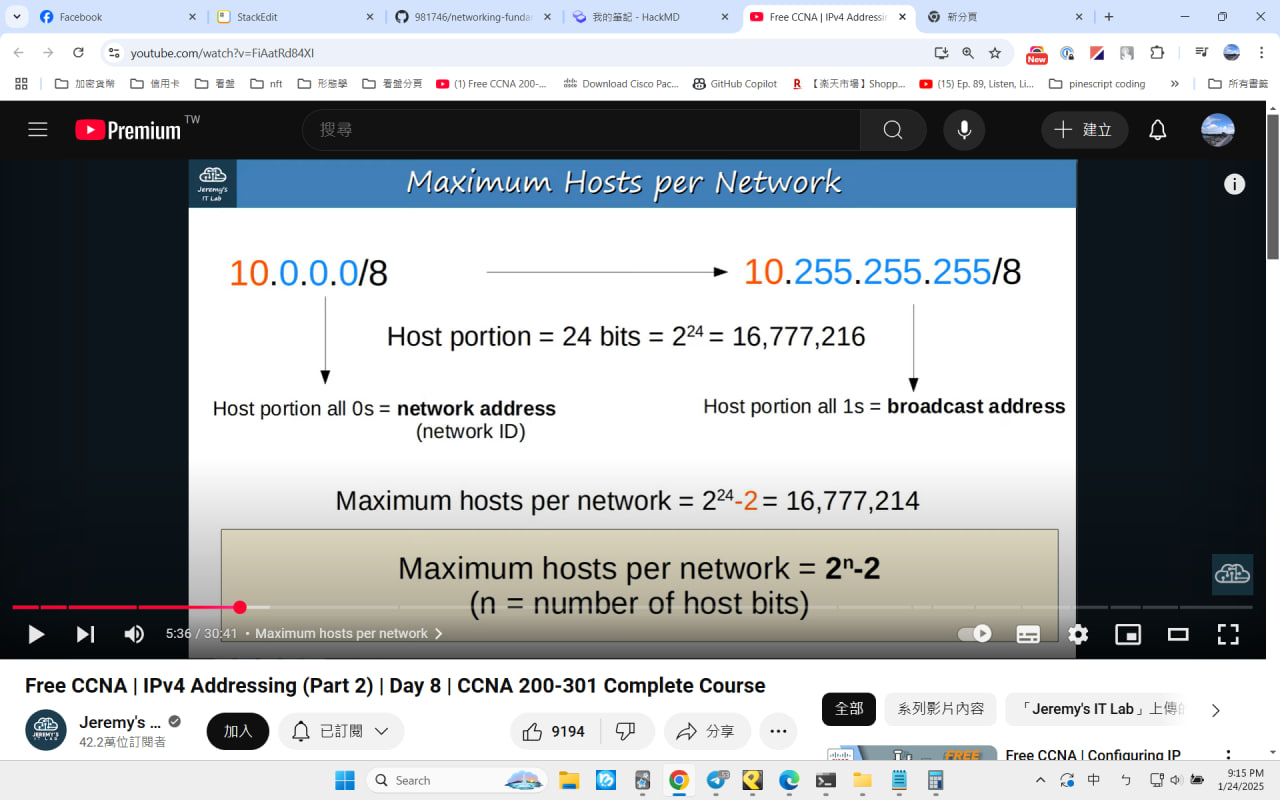 Facebook
StackEdit
981746/networking-funda
我的筆記 - HackMD
Free CCNA | IPv4 Addressin
新分頁
youtube.com/watch?v=FiAatRd84XI
New
加密貨幣
信用卡
看盤
nft
形態學
看盤分頁
(1) Free CCNA 200-...
Download Cisco Pac...
GitHub Copilot
R
【楽天市場】Shopp...
(15) Ep. 89, Listen, Li...
pinescript coding
»
所有書籤
Premium TW
搜尋
建立
Jeremy's
IT Lab
Maximum Hosts per Network
10.0.0.0/8
10.255.255.255/8
Host portion = 24 bits = 2²⁴ = 16,777,216
Host portion all 0s = network address
(network ID)
Host portion all 1s = broadcast address
Maximum hosts per network = 2²⁴-2 = 16,777,214
Maximum hosts per network = 2ⁿ-2
(n = number of host bits)
5:36 / 30:41 • Maximum hosts per network
Free CCNA | IPv4 Addressing (Part 2) | Day 8 | CCNA 200-301 Complete Course
JEREMY'S
Jeremy's ...
42.2萬位訂閱者
加入
已訂閱
9194
分享
全部
系列影片內容
「Jeremy's IT Lab」上傳的
FREE
Free CCNA | Configuring IP
Search
53
中
ㄅ
9:15 PM
1/24/2025